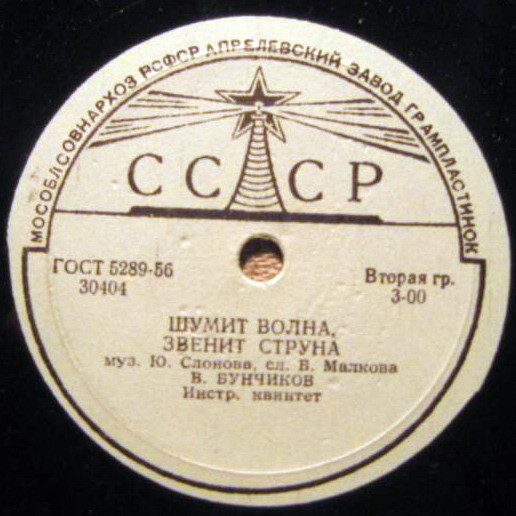 МОСОБЛСОВНАРХОЗ РСФСР АПРЕЛЕВСКИЙ ЗАВОД ГРАМПЛАСТИНОК
СССР
ГОСТ 5289-56
30404
Вторая гр.
3-00
ШУМИТ ВОЛНА,
ЗВЕНИТ СТРУНА
муз. Ю. Слонова, сл. В. Малкова
В. БУНЧИКОВ
Инстр. квинтет